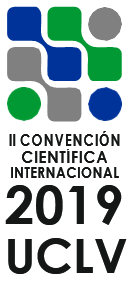 II CONVENCIÓN
CIENTÍFICA
INTERNACIONAL
2019
UCLV